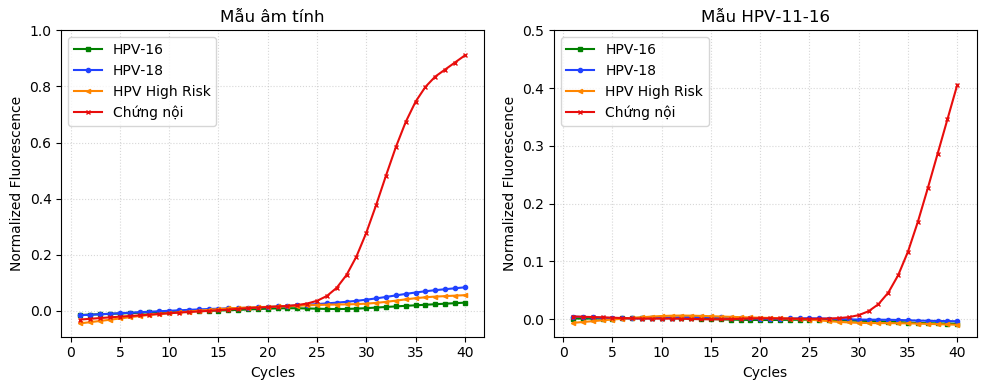 Mẫu âm tính
Normalized Fluorescence
1.0
0.8
0.6
0.4
0.2
0.0
HPV-16
HPV-18
HPV High Risk
Chứng nội
0 5 10 15 20 25 30 35 40
Cycles
Mẫu HPV-11-16
Normalized Fluorescence
0.5
0.4
0.3
0.2
0.1
0.0
HPV-16
HPV-18
HPV High Risk
Chứng nội
0 5 10 15 20 25 30 35 40
Cycles